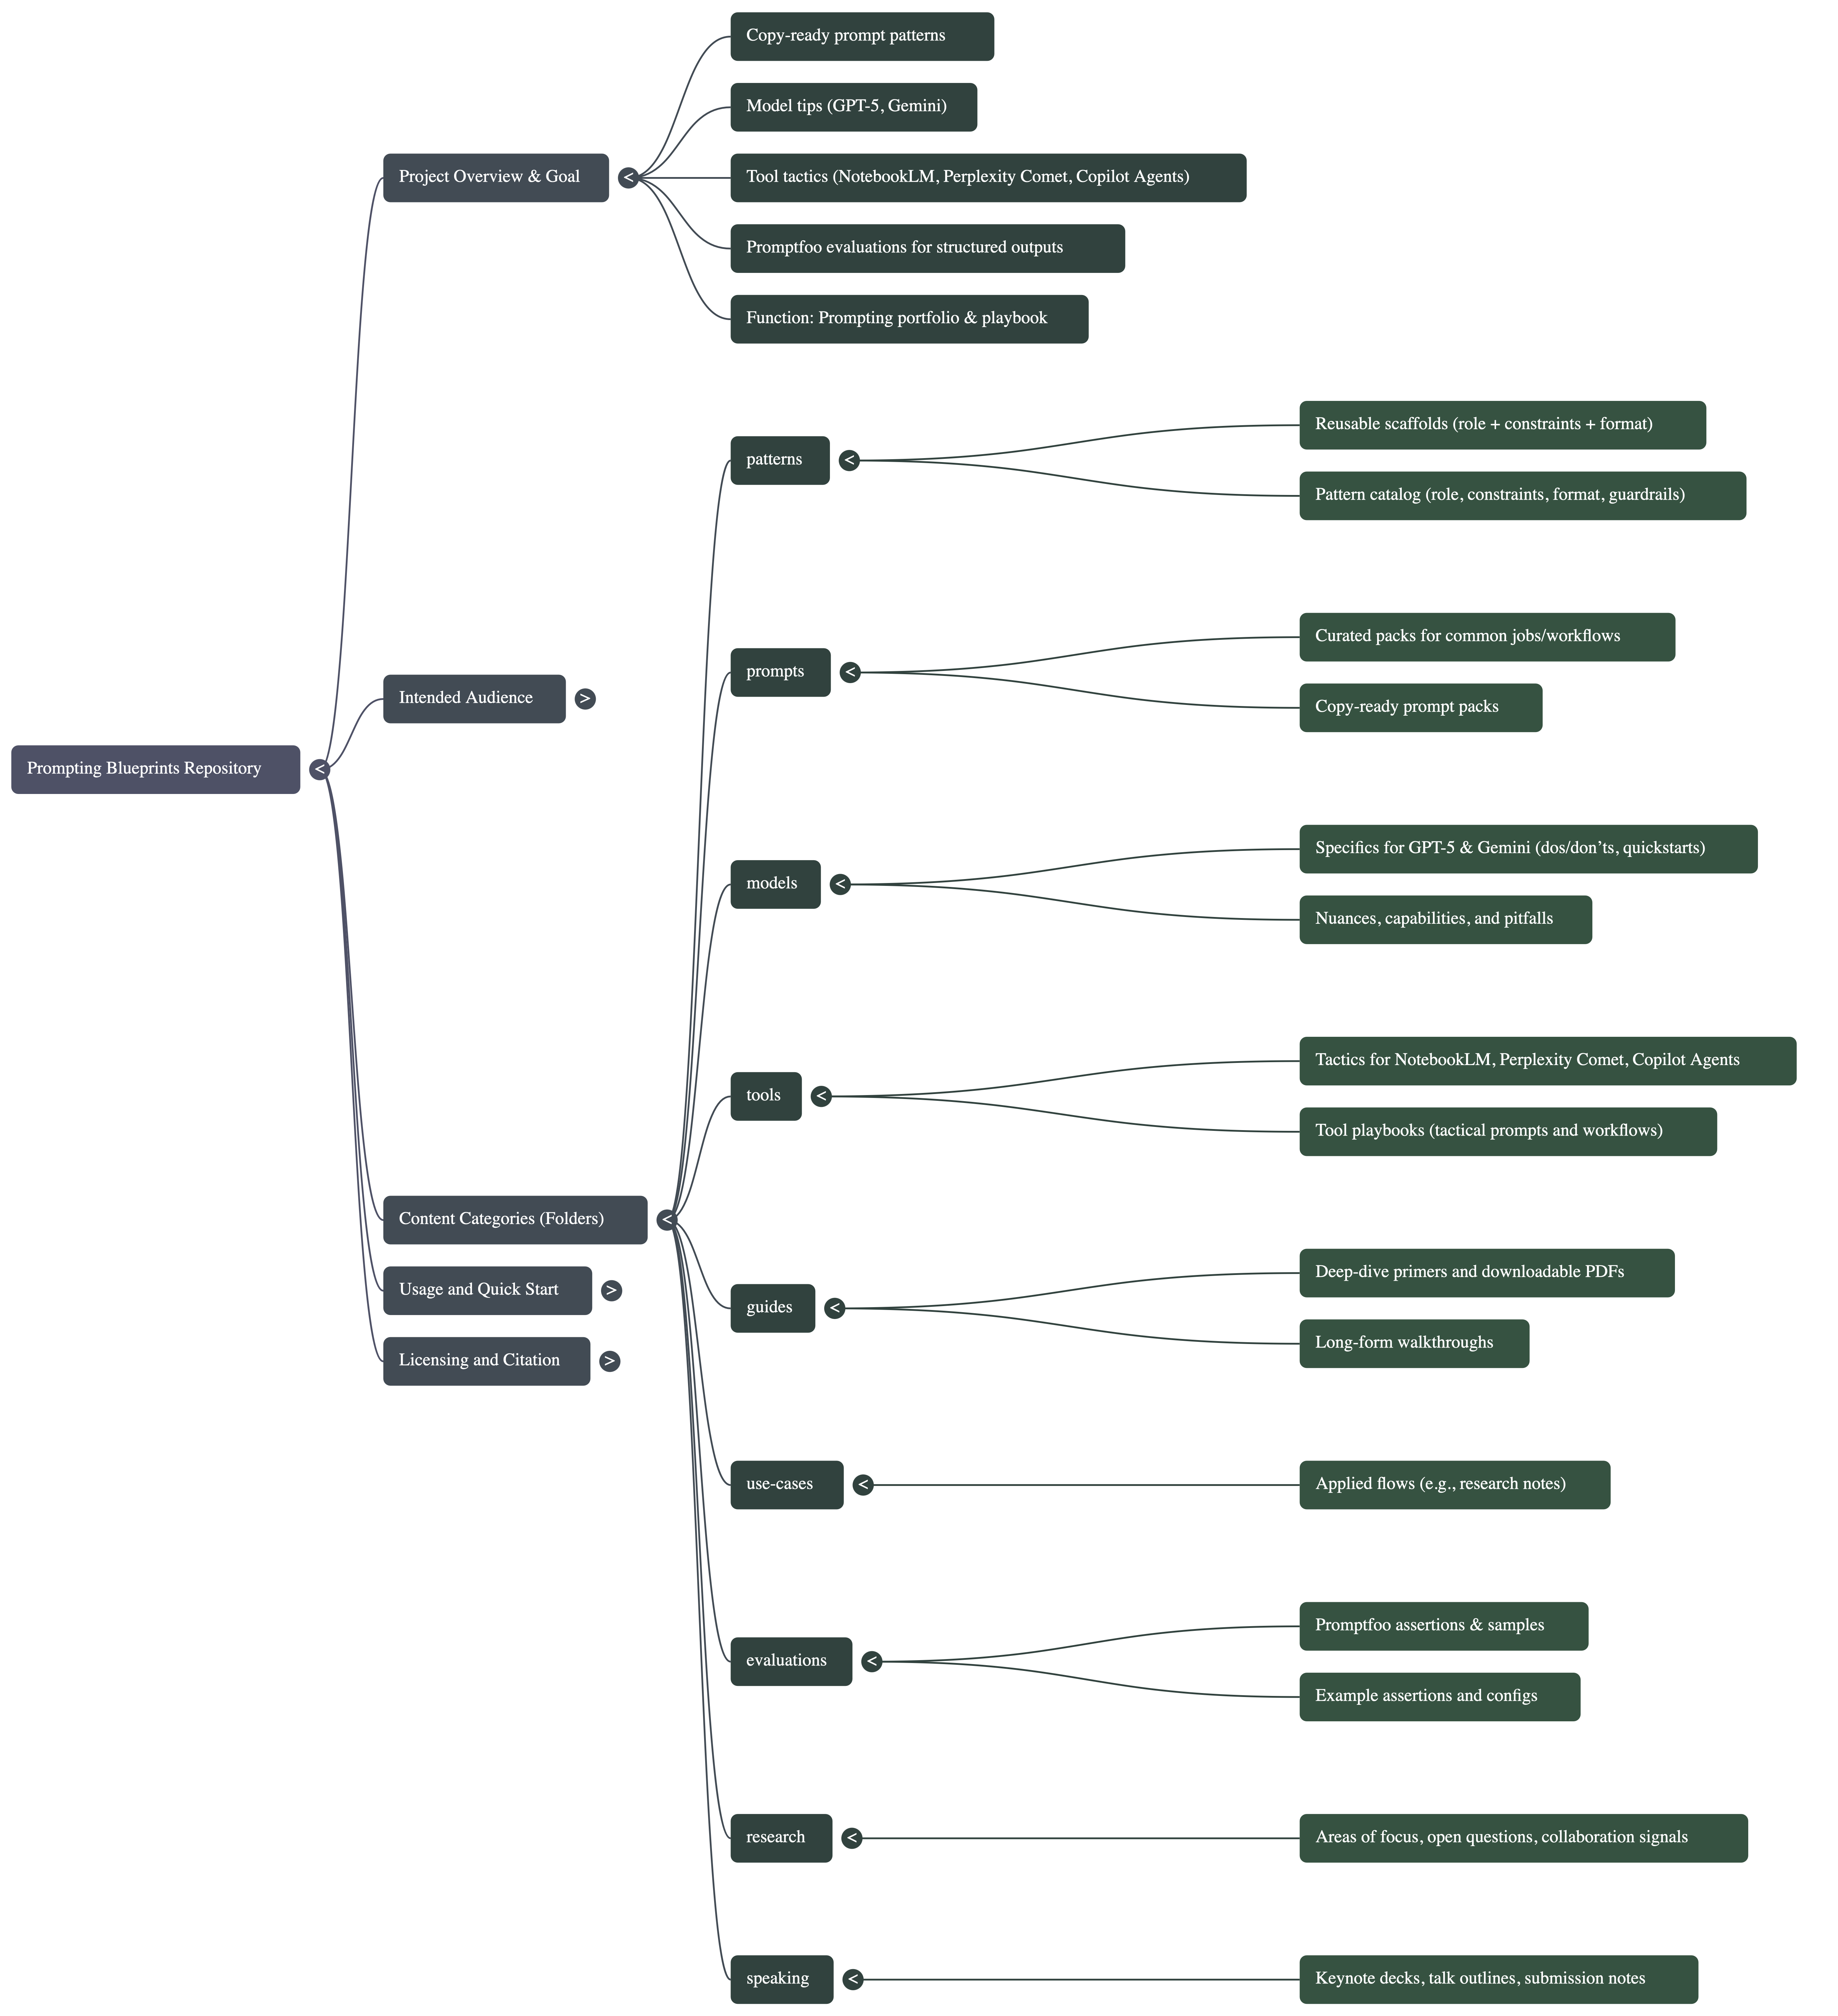 Prompting Blueprints Repository
<
Project Overview & Goal
<
Copy-ready prompt patterns
Model tips (GPT-5, Gemini)
Tool tactics (NotebookLM, Perplexity Comet, Copilot Agents)
Promptfoo evaluations for structured outputs
Function: Prompting portfolio & playbook
Intended Audience
>
Content Categories (Folders)
<
patterns
<
Reusable scaffolds (role + constraints + format)
Pattern catalog (role, constraints, format, guardrails)
prompts
<
Curated packs for common jobs/workflows
Copy-ready prompt packs
models
<
Specifics for GPT-5 & Gemini (dos/don’ts, quickstarts)
Nuances, capabilities, and pitfalls
tools
<
Tactics for NotebookLM, Perplexity Comet, Copilot Agents
Tool playbooks (tactical prompts and workflows)
guides
<
Deep-dive primers and downloadable PDFs
Long-form walkthroughs
use-cases
<
Applied flows (e.g., research notes)
evaluations
<
Promptfoo assertions & samples
Example assertions and configs
research
<
Areas of focus, open questions, collaboration signals
speaking
<
Keynote decks, talk outlines, submission notes
Usage and Quick Start
>
Licensing and Citation
>